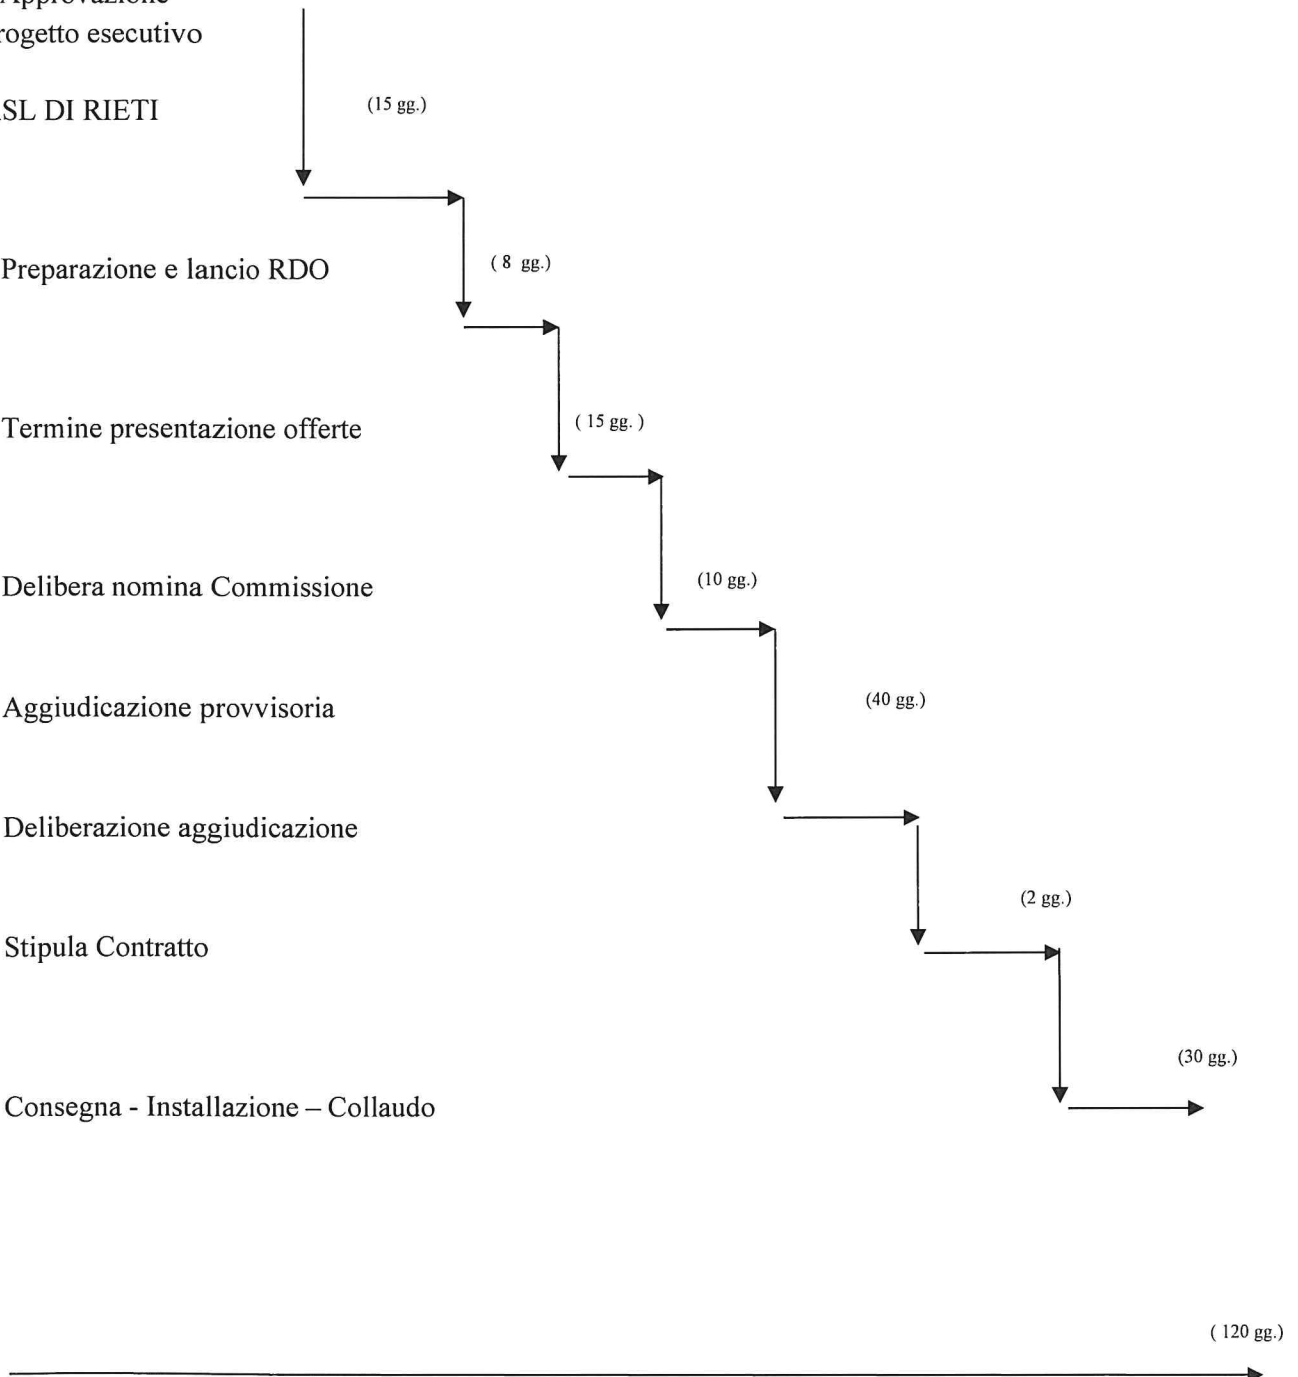 Approvazione
rogetto esecutivo
SL DI RIETI (15 gg.)
Preparazione e lancio RDO ( 8 gg.)
Termine presentazione offerte ( 15 gg. )
Delibera nomina Commissione (10 gg.)
Aggiudicazione provvisoria (40 gg.)
Deliberazione aggiudicazione
(2 gg.)
Stipula Contratto
(30 gg.)
Consegna - Installazione – Collaudo
( 120 gg.)